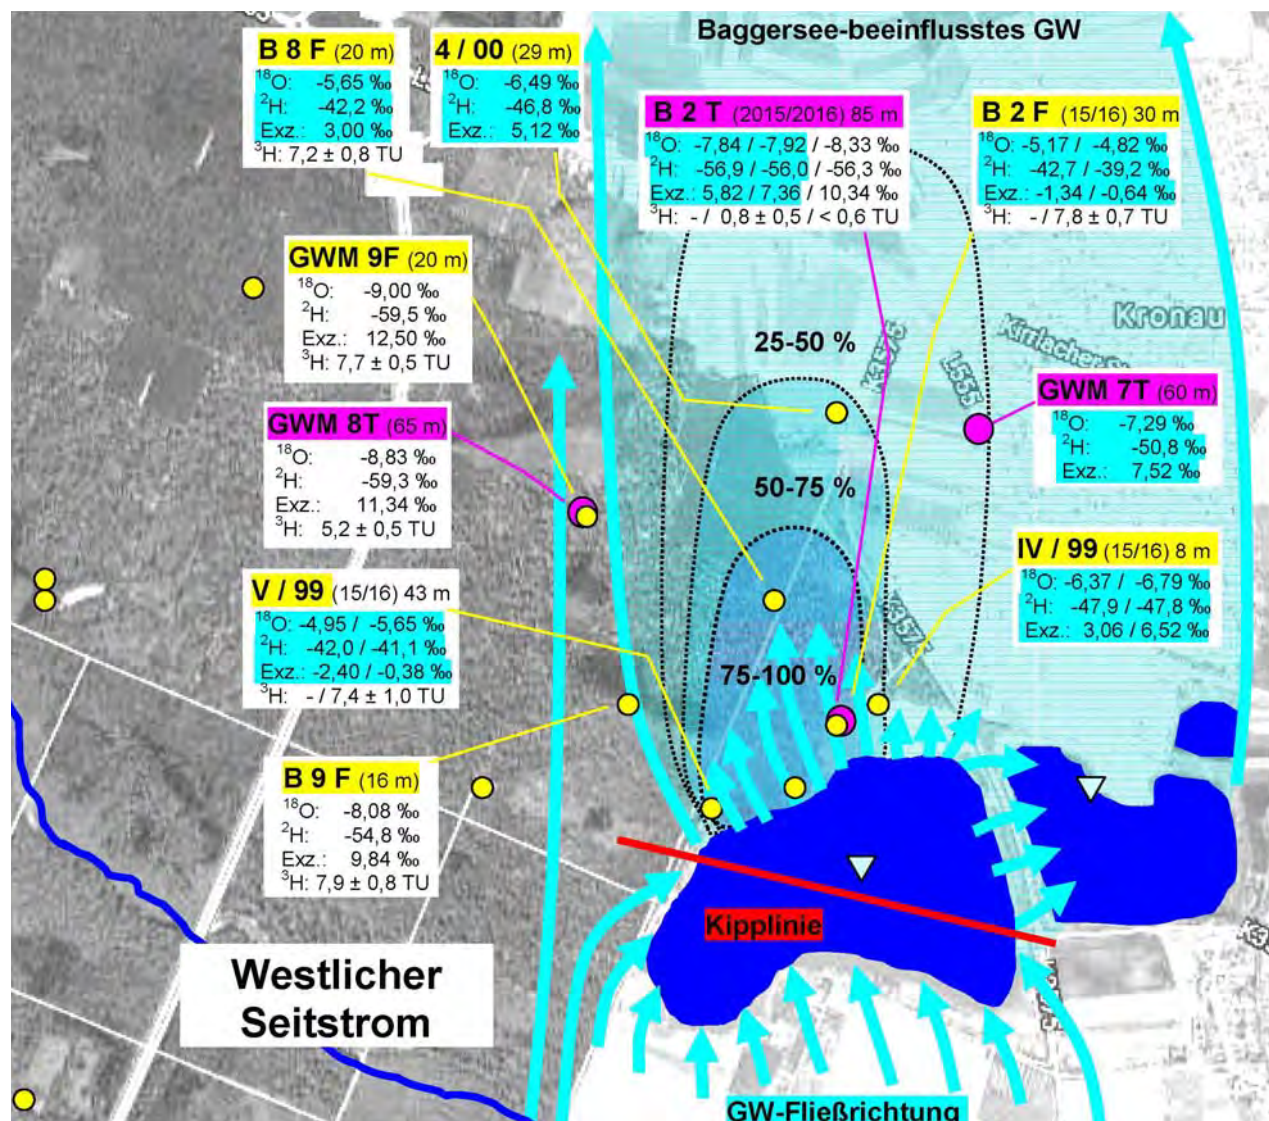 Baggersee-beeinflusstes GW
B 8 F (20 m)
18O: -5,65 ‰
2H: -42,2 ‰
Exz.: 3,00 ‰
3H: 7,2 ± 0,8 TU
4 / 00 (29 m)
18O: -6,49 ‰
2H: -46,8 ‰
Exz.: 5,12 ‰
B 2 T (2015/2016) 85 m
18O: -7,84 / -7,92 / -8,33 ‰
2H: -56,9 / -56,0 / -56,3 ‰
Exz.: 5,82 / 7,36 / 10,34 ‰
3H: - / 0,8 ± 0,5 / < 0,6 TU
B 2 F (15/16) 30 m
18O: -5,17 / -4,82 ‰
2H: -42,7 / -39,2 ‰
Exz.: -1,34 / -0,64 ‰
3H: - / 7,8 ± 0,7 TU
GWM 9F (20 m)
18O: -9,00 ‰
2H: -59,5 ‰
Exz.: 12,50 ‰
3H: 7,7 ± 0,5 TU
Kronau
25-50 %
K3575
L555
GWM 7T (60 m)
18O: -7,29 ‰
2H: -50,8 ‰
Exz.: 7,52 ‰
GWM 8T (65 m)
18O: -8,83 ‰
2H: -59,3 ‰
Exz.: 11,34 ‰
3H: 5,2 ± 0,5 TU
50-75 %
IV / 99 (15/16) 8 m
18O: -6,37 / -6,79 ‰
2H: -47,9 / -47,8 ‰
Exz.: 3,06 / 6,52 ‰
V / 99 (15/16) 43 m
18O: -4,95 / -5,65 ‰
2H: -42,0 / -41,1 ‰
Exz.: -2,40 / -0,38 ‰
3H: - / 7,4 ± 1,0 TU
75-100 %
B 9 F (16 m)
18O: -8,08 ‰
2H: -54,8 ‰
Exz.: 9,84 ‰
3H: 7,9 ± 0,8 TU
Kipplinie
Westlicher
Seitstrom
GW-Fließrichtung